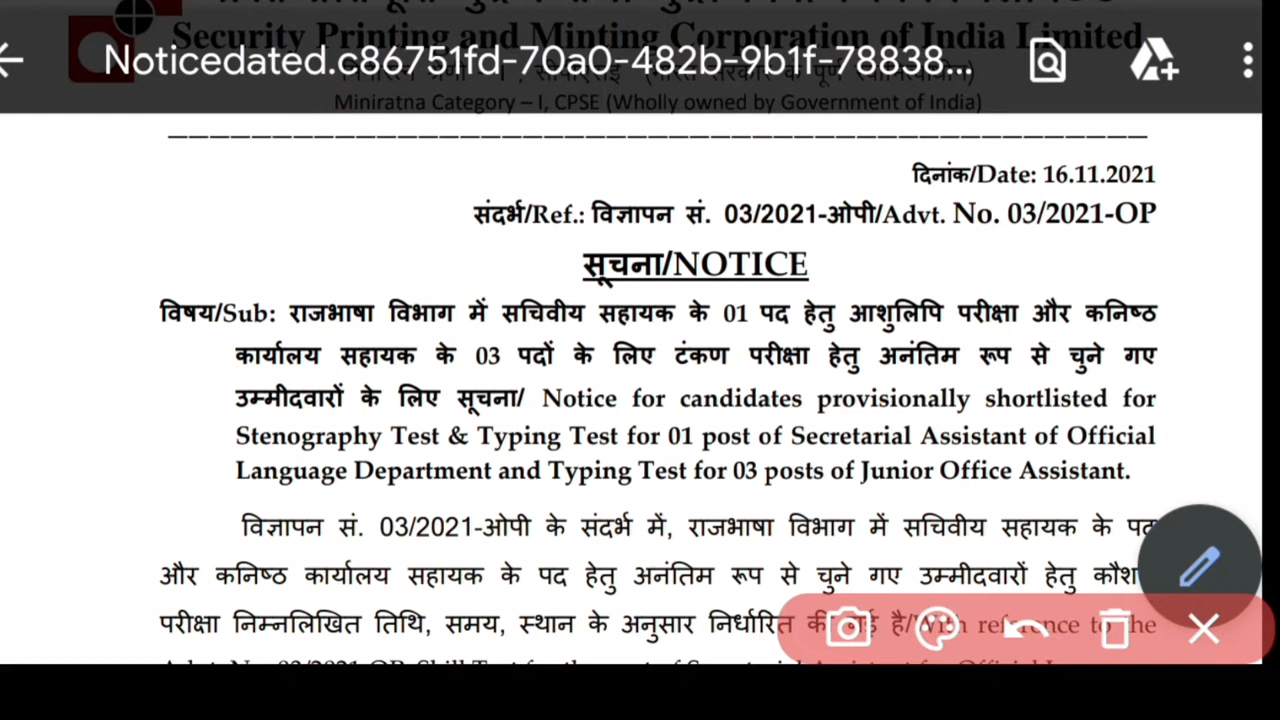 Security Printing and Minting Corporation of India Limited
Noticedated.c86751fd-70a0-482b-9b1f-78838...
Miniratna Category – I, CPSE (Wholly owned by Government of India)
दिनांक/Date: 16.11.2021
संदर्भ/Ref.: विज्ञापन सं. 03/2021-ओपी/Advt. No. 03/2021-OP
सूचना/NOTICE
विषय/Sub: राजभाषा विभाग में सचिवीय सहायक के 01 पद हेतु आशुलिपि परीक्षा और कनिष्ठ
कार्यालय सहायक के 03 पदों के लिए टंकण परीक्षा हेतु अनंतिम रूप से चुने गए
उम्मीदवारों के लिए सूचना/ Notice for candidates provisionally shortlisted for
Stenography Test & Typing Test for 01 post of Secretarial Assistant of Official
Language Department and Typing Test for 03 posts of Junior Office Assistant.
विज्ञापन सं. 03/2021-ओपी के संदर्भ में, राजभाषा विभाग में सचिवीय सहायक के पद
और कनिष्ठ कार्यालय सहायक के पद हेतु अनंतिम रूप से चुने गए उम्मीदवारों हेतु
परीक्षा निम्नलिखित तिथि, समय, स्थान के अनुसार निर्धारित की गई है/With reference to the